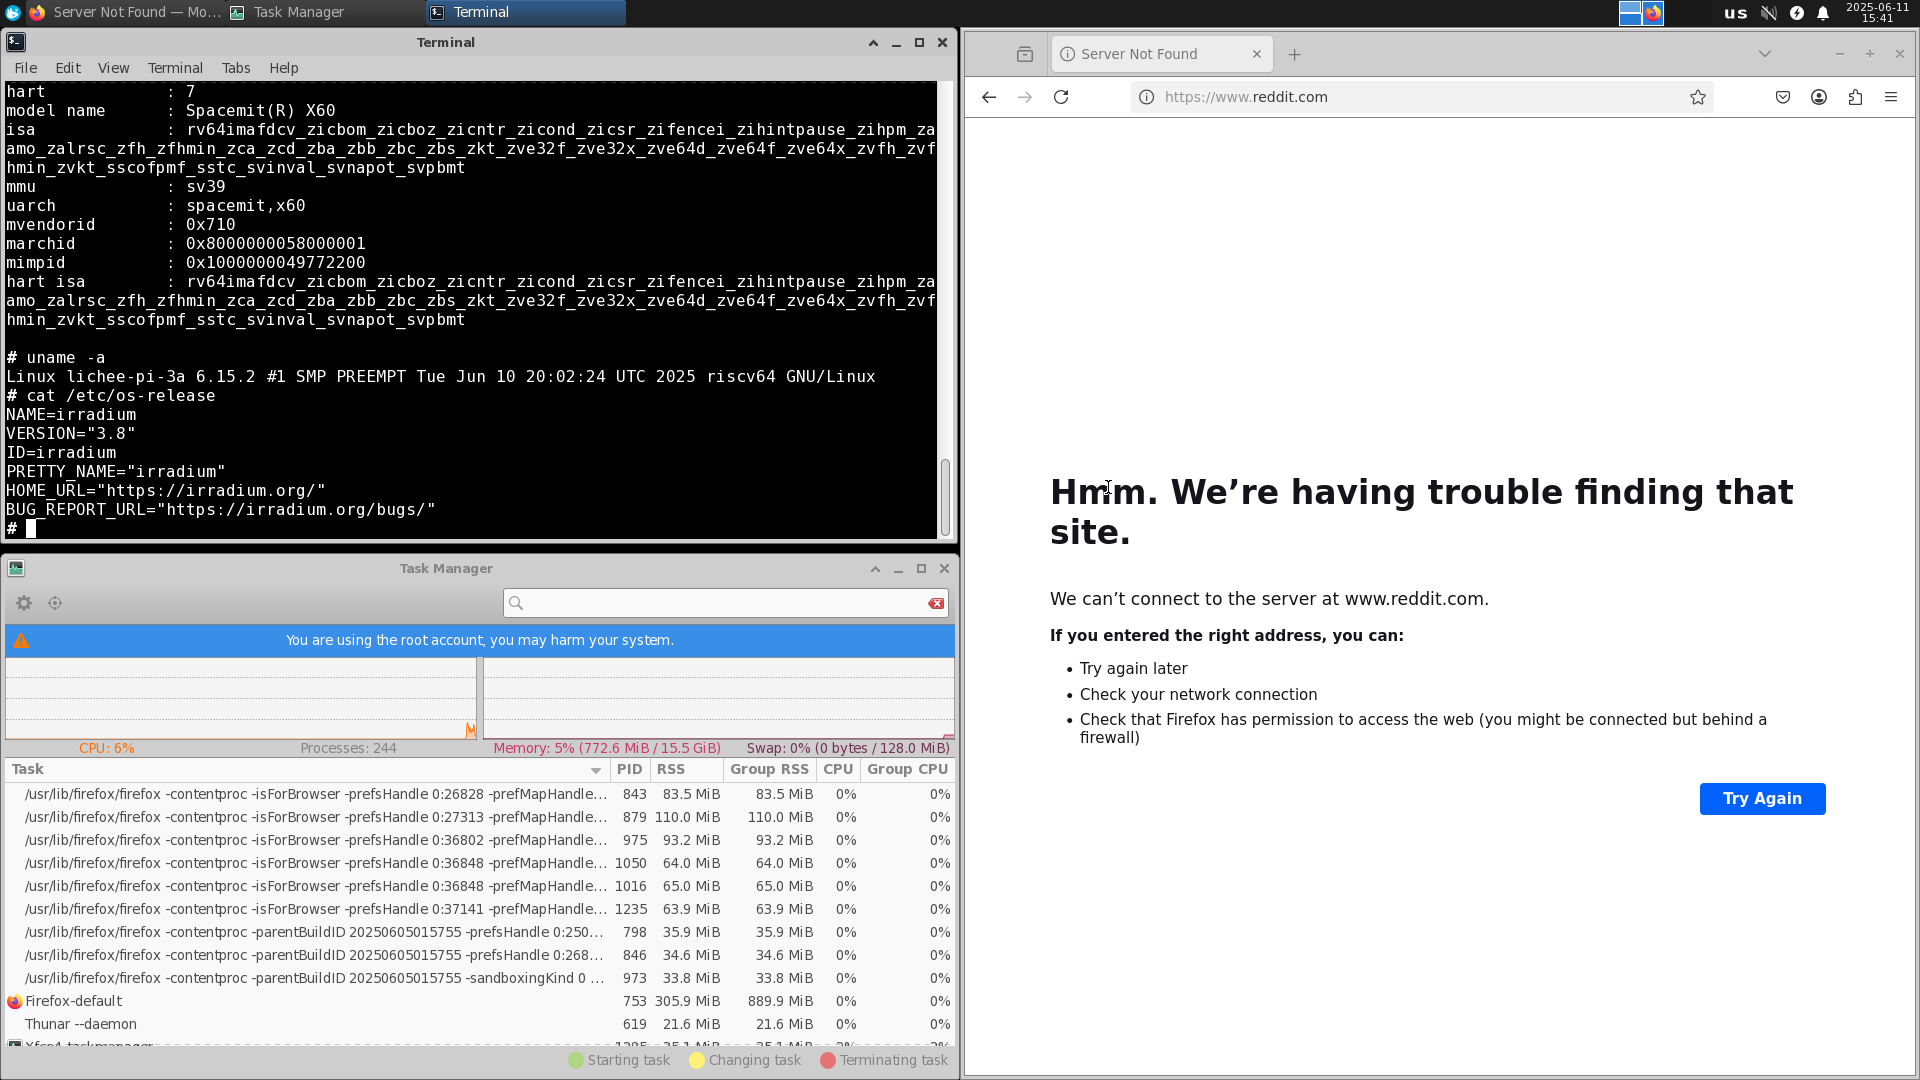 Server Not Found — Mo...
Task Manager
Terminal
us
2025-06-11
15:41
Terminal
File Edit View Terminal Tabs Help
hart : 7
model name : Spacemit(R) X60
isa : rv64imafdcv_zicbom_zicboz_zicntr_zicond_zicsr_zifencei_zihintpause_zihpm_za
amo_zalrsc_zfh_zfhmin_zca_zcd_zba_zbb_zbc_zbs_zkt_zve32f_zve32x_zve64d_zve64f_zve64x_zvfh_zvf
hmin_zvkt_sscofpmf_sstc_svinval_svnapot_svpbmt
mmu : sv39
uarch : spacemit,x60
mvendorid : 0x710
marchid : 0x8000000058000001
mimpid : 0x1000000049772200
hart isa : rv64imafdcv_zicbom_zicboz_zicntr_zicond_zicsr_zifencei_zihintpause_zihpm_za
amo_zalrsc_zfh_zfhmin_zca_zcd_zba_zbb_zbc_zbs_zkt_zve32f_zve32x_zve64d_zve64f_zve64x_zvfh_zvf
hmin_zvkt_sscofpmf_sstc_svinval_svnapot_svpbmt
# uname -a
Linux lichee-pi-3a 6.15.2 #1 SMP PREEMPT Tue Jun 10 20:02:24 UTC 2025 riscv64 GNU/Linux
# cat /etc/os-release
NAME=irradium
VERSION="3.8"
ID=irradium
PRETTY_NAME="irradium"
HOME_URL="https://irradium.org/"
BUG_REPORT_URL="https://irradium.org/bugs/"
#
Task Manager
You are using the root account, you may harm your system.
CPU: 6% Processes: 244 Memory: 5% (772.6 MiB / 15.5 GiB) Swap: 0% (0 bytes / 128.0 MiB)
Task PID RSS Group RSS CPU Group CPU
/usr/lib/firefox/firefox -contentproc -isForBrowser -prefsHandle 0:26828 -prefMapHandle... 843 83.5 MiB 83.5 MiB 0% 0%
/usr/lib/firefox/firefox -contentproc -isForBrowser -prefsHandle 0:27313 -prefMapHandle... 879 110.0 MiB 110.0 MiB 0% 0%
/usr/lib/firefox/firefox -contentproc -isForBrowser -prefsHandle 0:36802 -prefMapHandle... 975 93.2 MiB 93.2 MiB 0% 0%
/usr/lib/firefox/firefox -contentproc -isForBrowser -prefsHandle 0:36848 -prefMapHandle... 1050 64.0 MiB 64.0 MiB 0% 0%
/usr/lib/firefox/firefox -contentproc -isForBrowser -prefsHandle 0:36848 -prefMapHandle... 1016 65.0 MiB 65.0 MiB 0% 0%
/usr/lib/firefox/firefox -contentproc -isForBrowser -prefsHandle 0:37141 -prefMapHandle... 1235 63.9 MiB 63.9 MiB 0% 0%
/usr/lib/firefox/firefox -contentproc -parentBuildID 20250605015755 -prefsHandle 0:250... 798 35.9 MiB 35.9 MiB 0% 0%
/usr/lib/firefox/firefox -contentproc -parentBuildID 20250605015755 -prefsHandle 0:268... 846 34.6 MiB 34.6 MiB 0% 0%
/usr/lib/firefox/firefox -contentproc -parentBuildID 20250605015755 -sandboxingKind 0 ... 973 33.8 MiB 33.8 MiB 0% 0%
Firefox-default 753 305.9 MiB 889.9 MiB 0% 0%
Thunar --daemon 619 21.6 MiB 21.6 MiB 0% 0%
Starting task Changing task Terminating task
Server Not Found
https://www.reddit.com
Hmm. We’re having trouble finding that
site.
We can’t connect to the server at www.reddit.com.
If you entered the right address, you can:
• Try again later
• Check your network connection
• Check that Firefox has permission to access the web (you might be connected but behind a
firewall)
Try Again